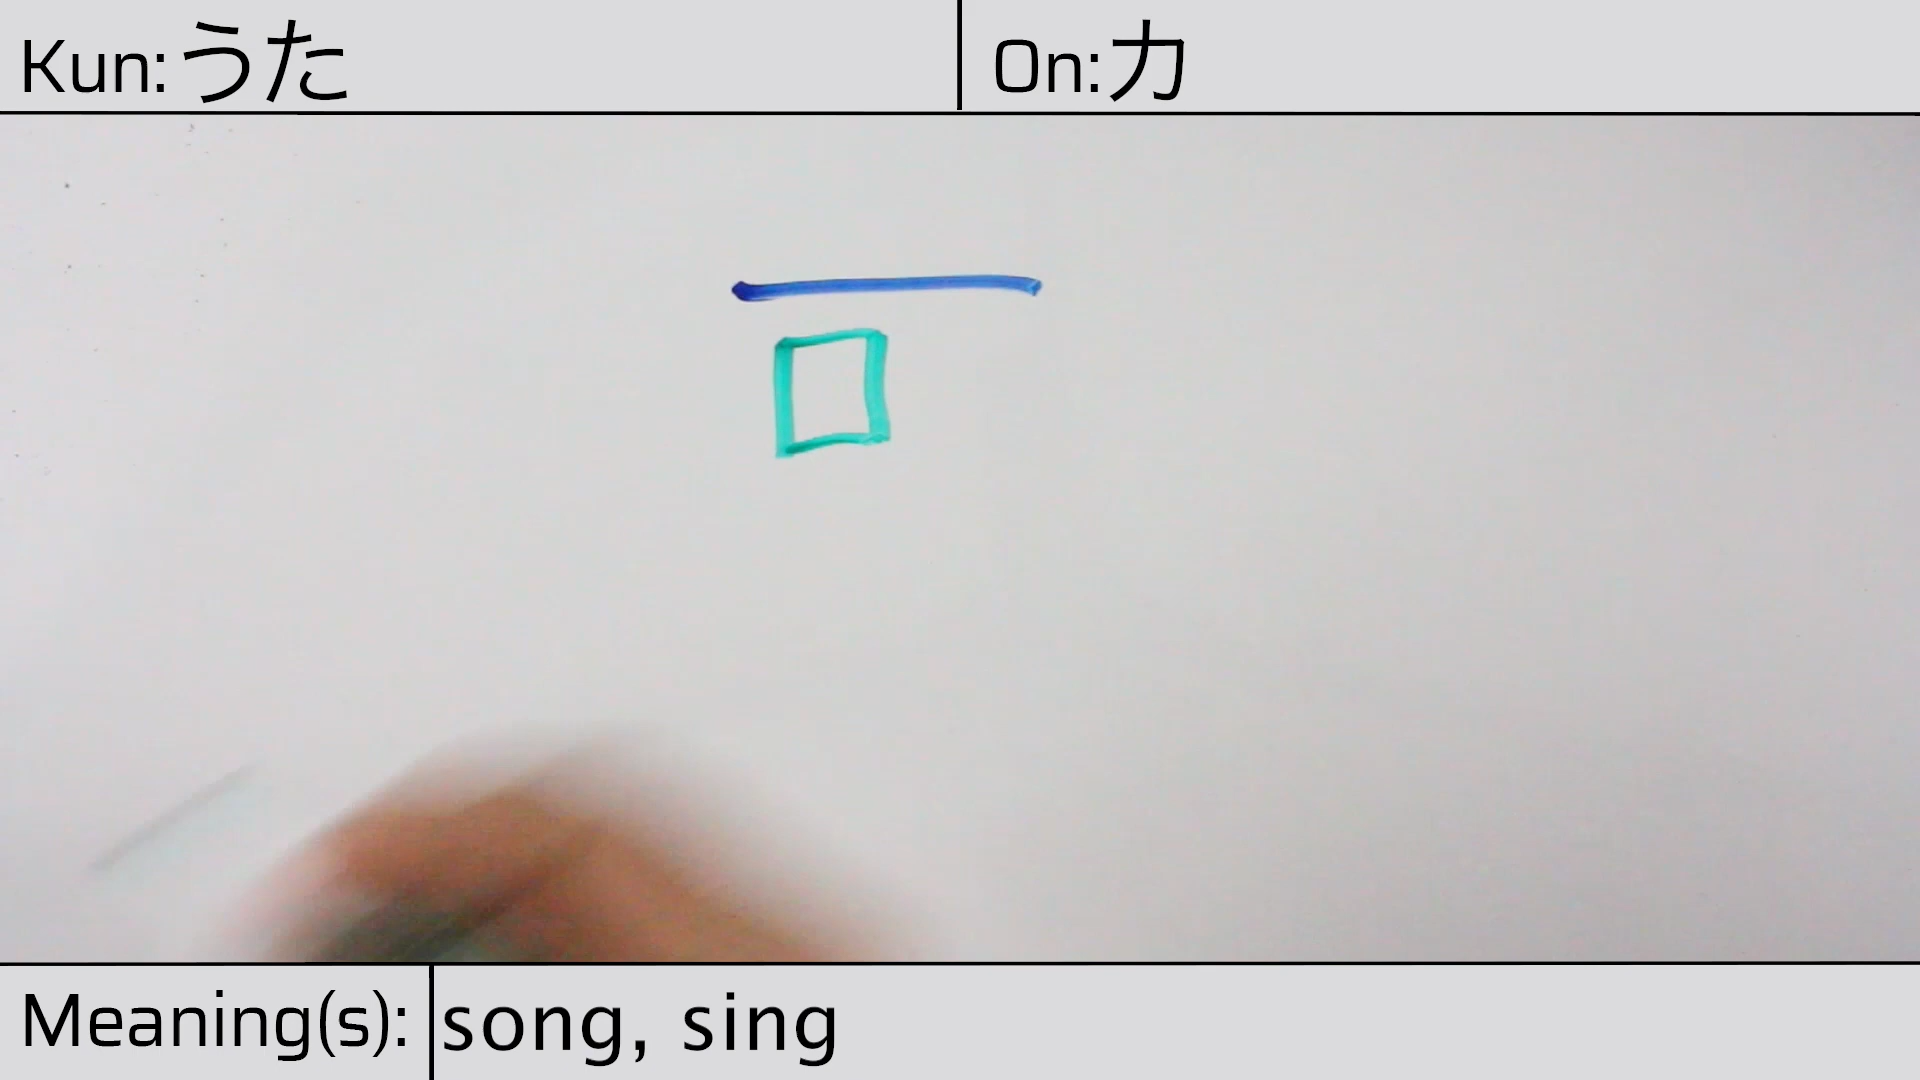 Kun:うた
On:カ
Meaning(s): song, sing